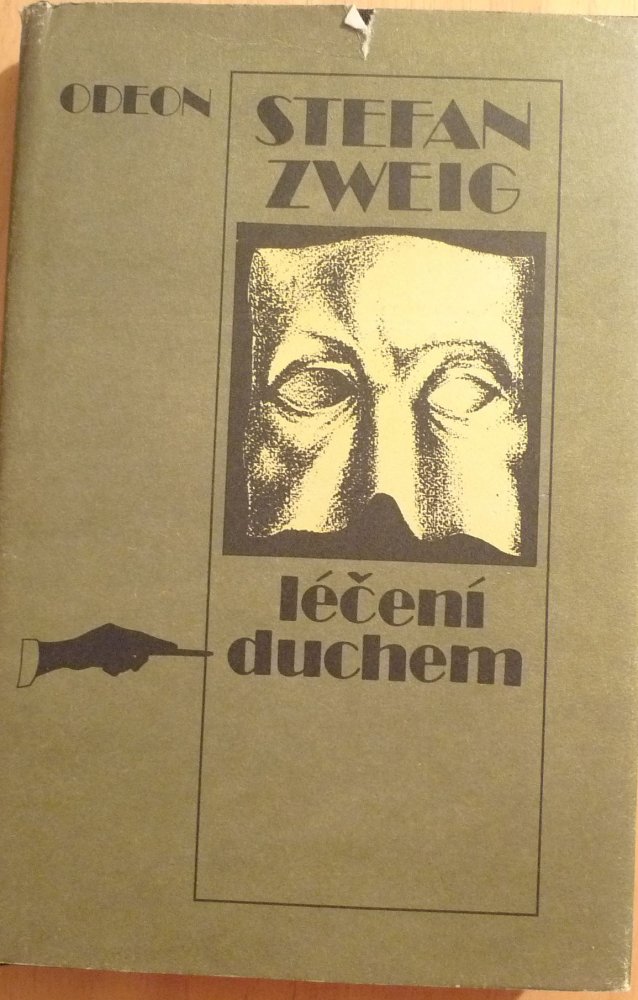 ODEON
STEFAN
ZWEIG
léčení
duchem